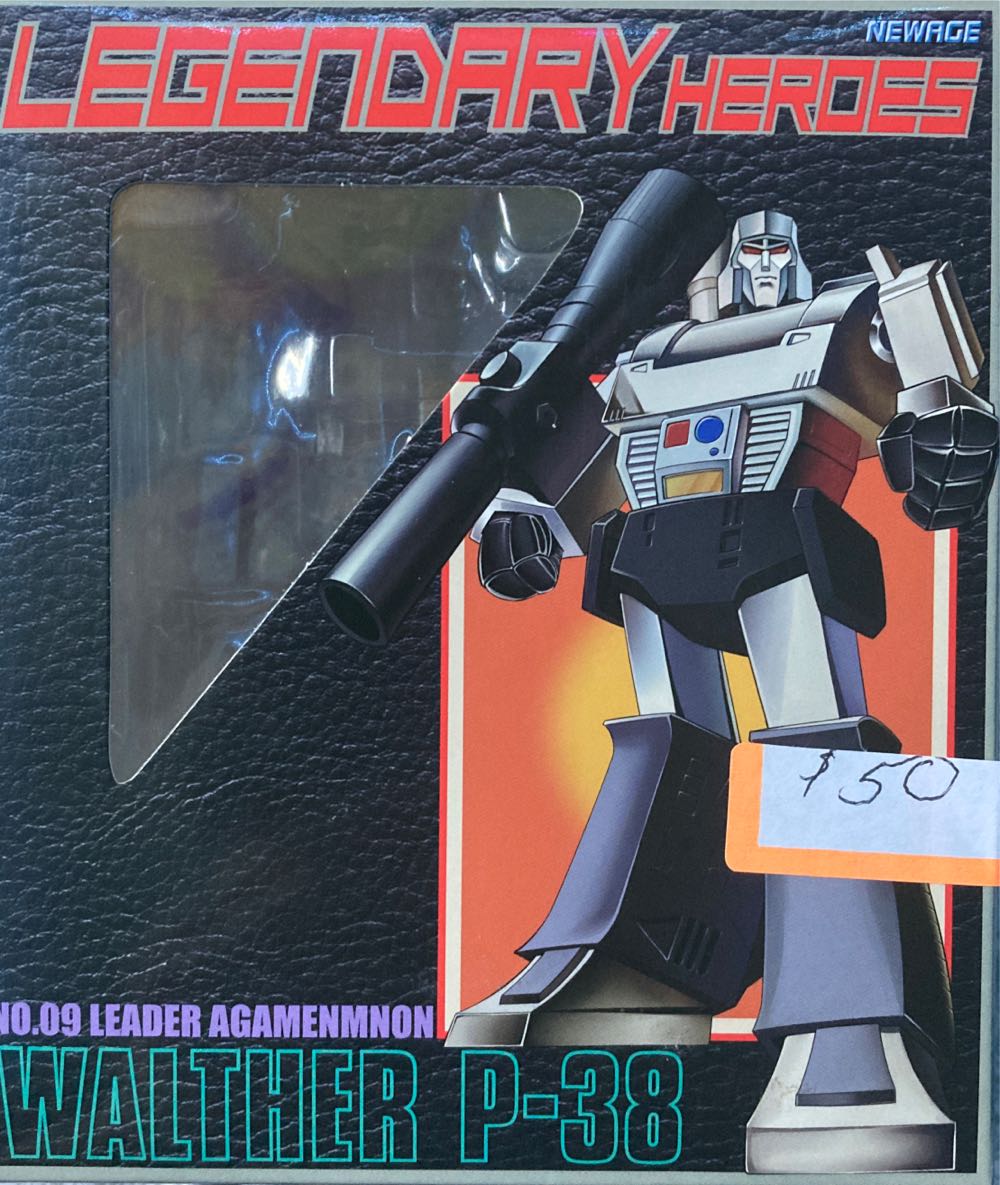 NEWAGE
LEGENDARY HEROES
$50
NO.09 LEADER AGAMENMNON
WALTHER P-38